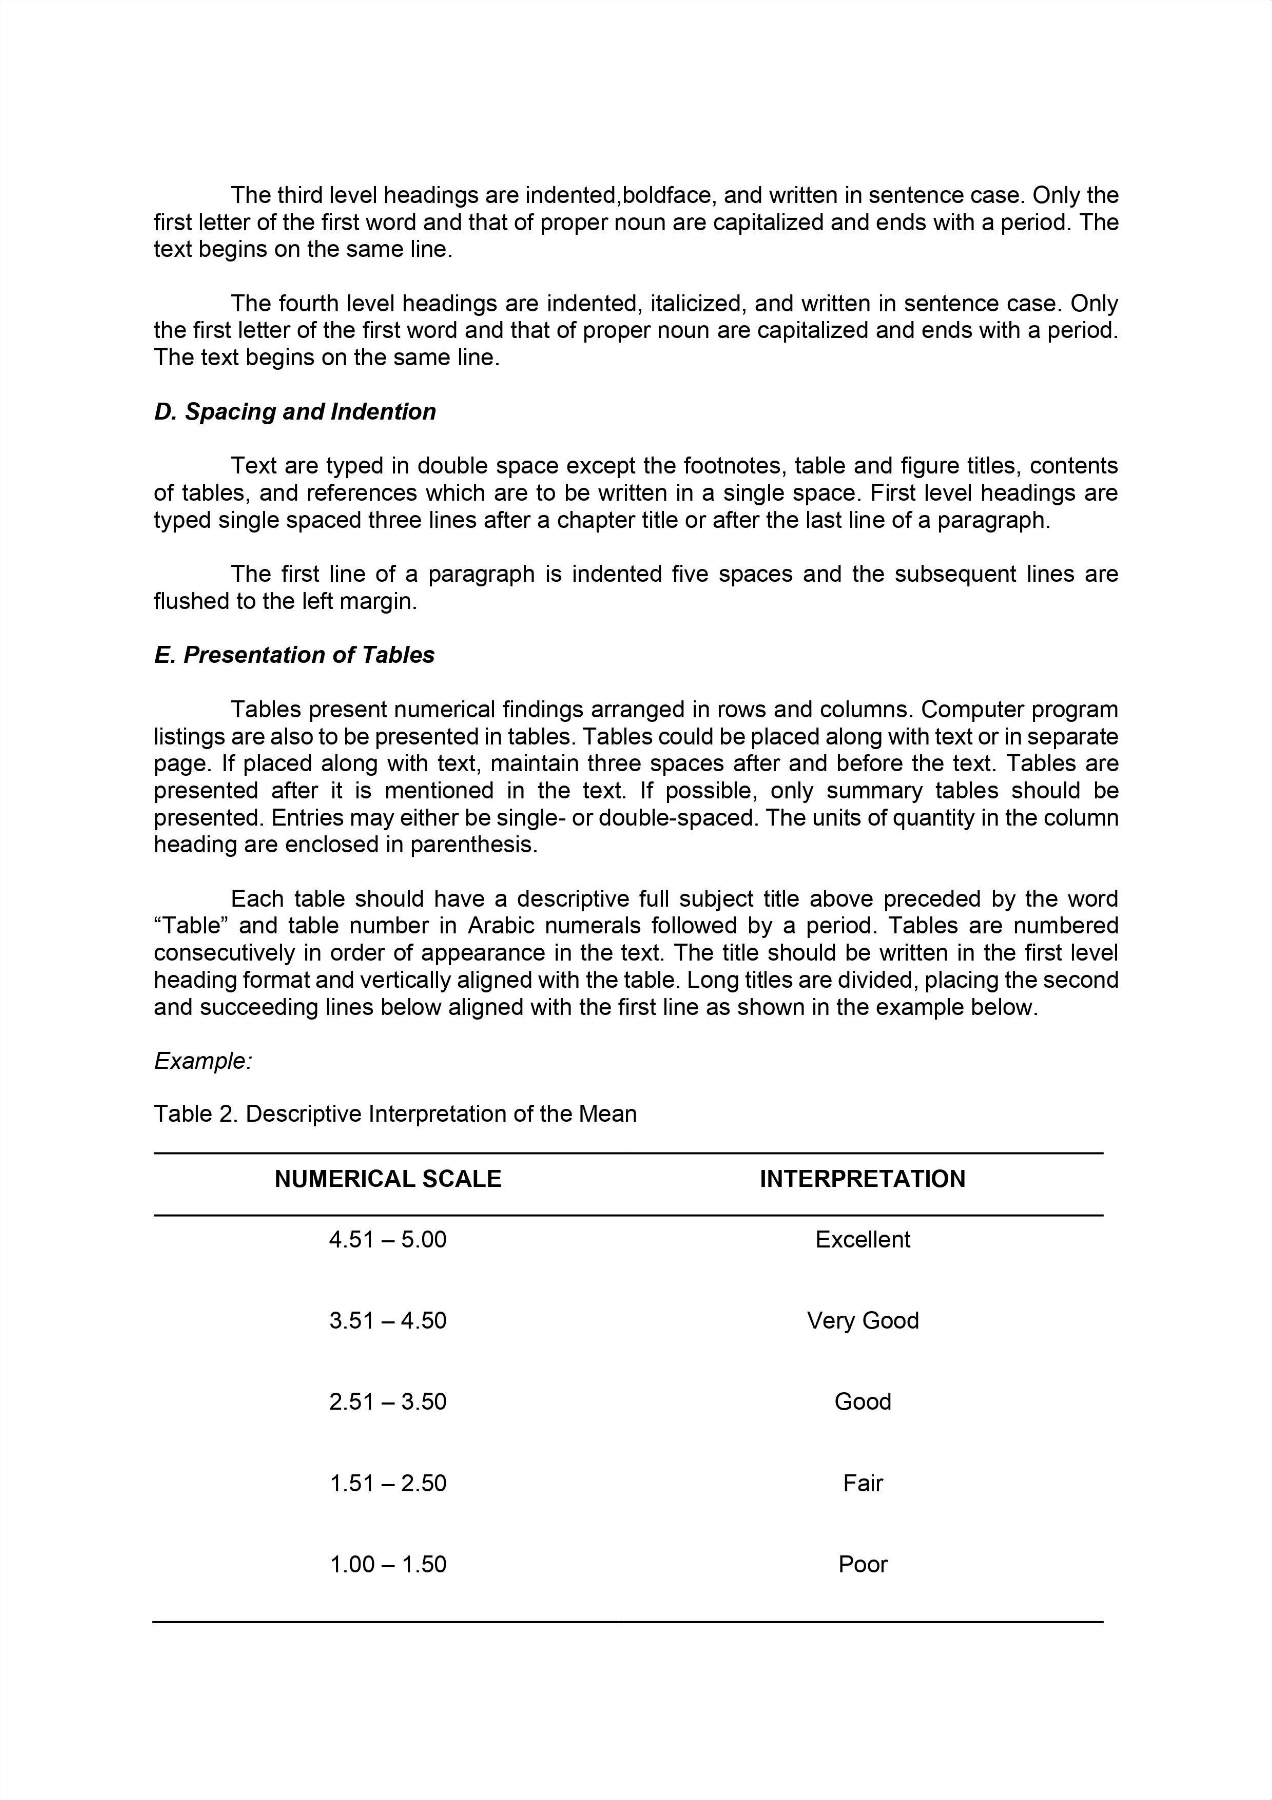 The third level headings are indented,boldface, and written in sentence case. Only the
first letter of the first word and that of proper noun are capitalized and ends with a period. The
text begins on the same line.
The fourth level headings are indented, italicized, and written in sentence case. Only
the first letter of the first word and that of proper noun are capitalized and ends with a period.
The text begins on the same line.
D. Spacing and Indention
Text are typed in double space except the footnotes, table and figure titles, contents
of tables, and references which are to be written in a single space. First level headings are
typed single spaced three lines after a chapter title or after the last line of a paragraph.
The first line of a paragraph is indented five spaces and the subsequent lines are
flushed to the left margin.
E. Presentation of Tables
Tables present numerical findings arranged in rows and columns. Computer program
listings are also to be presented in tables. Tables could be placed along with text or in separate
page. If placed along with text, maintain three spaces after and before the text. Tables are
presented after it is mentioned in the text. If possible, only summary tables should be
presented. Entries may either be single- or double-spaced. The units of quantity in the column
heading are enclosed in parenthesis.
Each table should have a descriptive full subject title above preceded by the word
“Table” and table number in Arabic numerals followed by a period. Tables are numbered
consecutively in order of appearance in the text. The title should be written in the first level
heading format and vertically aligned with the table. Long titles are divided, placing the second
and succeeding lines below aligned with the first line as shown in the example below.
Example:
Table 2. Descriptive Interpretation of the Mean
NUMERICAL SCALE INTERPRETATION
4.51 – 5.00 Excellent
3.51 – 4.50 Very Good
2.51 – 3.50 Good
1.51 – 2.50 Fair
1.00 – 1.50 Poor